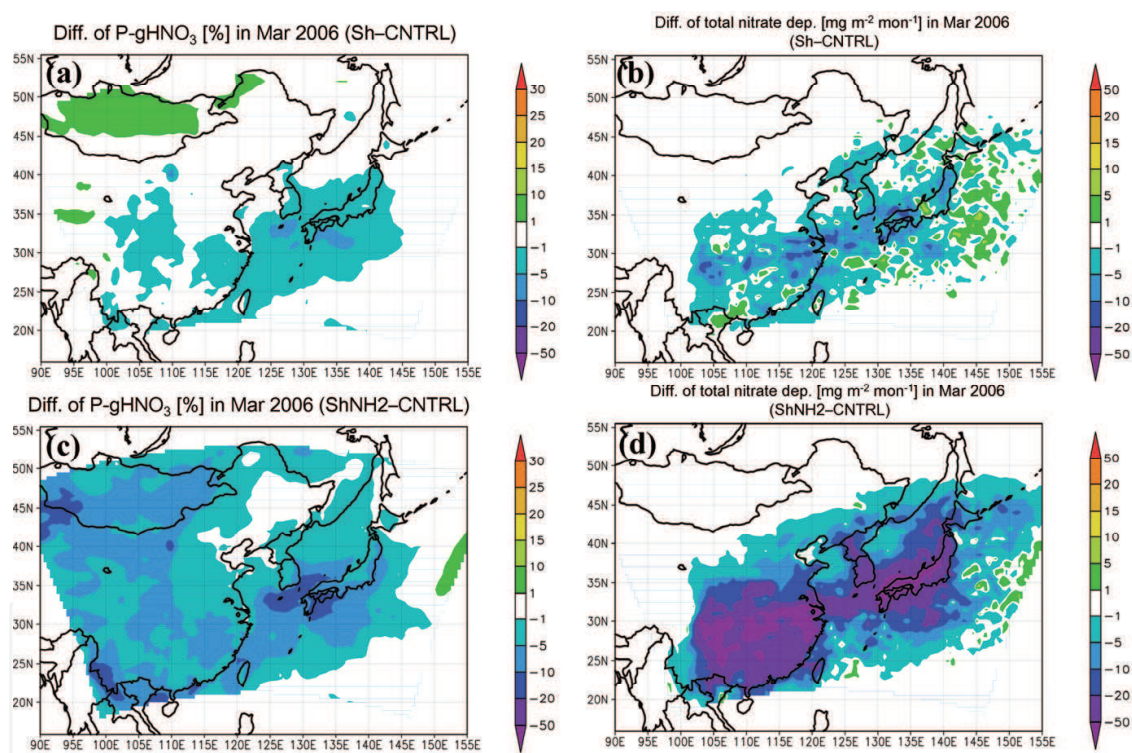 Diff. of P-gHNO₃ [%] in Mar 2006 (Sh–CNTRL)
(a)
55N
50N
45N
40N
35N
30N
25N
20N
90E 95E 100E 105E 110E 115E 120E 125E 130E 135E 140E 145E 155E
30
25
20
15
10
1
−1
−5
−10
−20
−50
Diff. of total nitrate dep. [mg m⁻² mon⁻¹] in Mar 2006
(Sh–CNTRL)
(b)
55N
50N
45N
40N
35N
30N
25N
20N
90E 95E 100E 105E 110E 115E 120E 125E 130E 135E 140E 145E 155E
50
20
15
10
5
1
−1
−5
−10
−20
−50
Diff. of P-gHNO₃ [%] in Mar 2006 (ShNH2–CNTRL)
(c)
55N
50N
45N
40N
35N
30N
25N
20N
90E 95E 100E 105E 110E 115E 120E 125E 130E 135E 140E 145E 155E
30
25
20
15
10
1
−1
−5
−10
−20
−50
Diff. of total nitrate dep. [mg m⁻² mon⁻¹] in Mar 2006
(ShNH2–CNTRL)
(d)
55N
50N
45N
40N
35N
30N
25N
20N
90E 95E 100E 105E 110E 115E 120E 125E 130E 135E 140E 145E 155E
50
20
15
10
5
1
−1
−5
−10
−20
−50